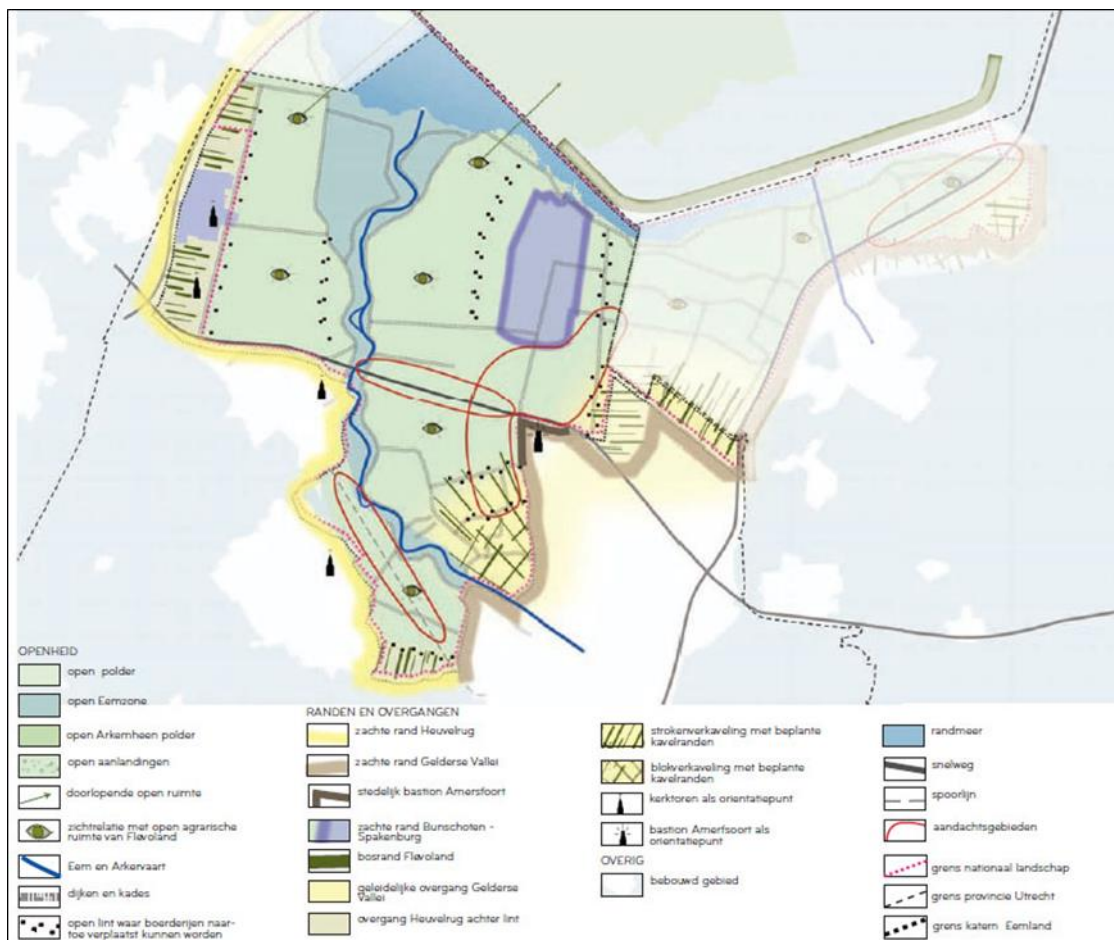 OPENHEID
open polder
open Eemzone
open Arkemheen polder
open aanlandingen
doorlopende open ruimte
zichtrelatie met open agrarische
ruimte van Flevoland
Eem en Arkervaart
dijken en kades
open lint waar boerderijen naar-
toe verplaatst kunnen worden
RANDEN EN OVERGANGEN
zachte rand Heuvelrug
zachte rand Gelderse Vallei
stedelijk bastion Amersfoort
zachte rand Bunschoten -
Spakenburg
bosrand Flevoland
geleidelijke overgang Gelderse
Vallei
overgang Heuvelrug achter lint
strokenverkaveling met beplante
kavelranden
blokverkaveling met beplante
kavelranden
kerktoren als orientatiepunt
bastion Amerfsoort als
orientatiepunt
OVERIG
bebouwd gebied
randmeer
snelweg
spoorlijn
aandachtsgebieden
grens nationaal landschap
grens provincie Utrecht
grens katern Eemland